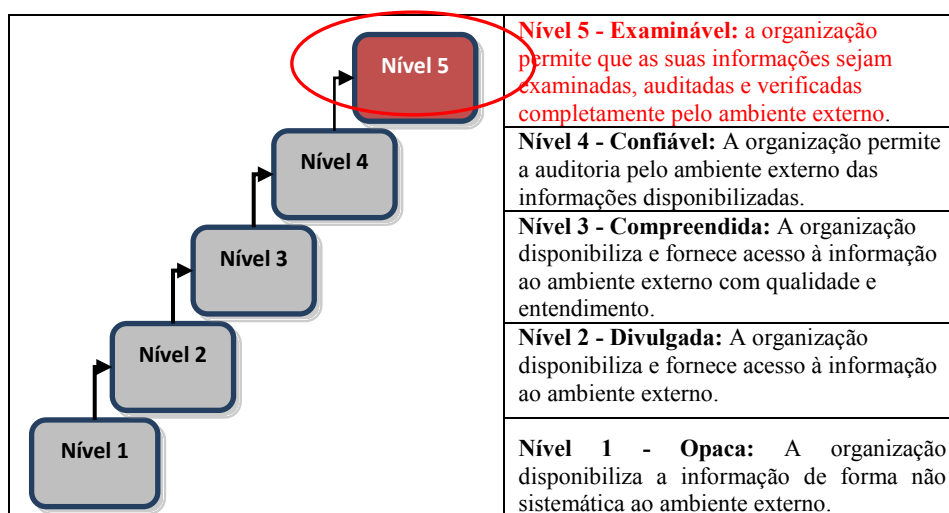 Nível 5
Nível 4
Nível 3
Nível 2
Nível 1
Nível 5 - Examinável: a organização
permite que as suas informações sejam
examinadas, auditadas e verificadas
completamente pelo ambiente externo.
Nível 4 - Confiável: A organização permite
a auditoria pelo ambiente externo das
informações disponibilizadas.
Nível 3 - Compreendida: A organização
disponibiliza e fornece acesso à informação
ao ambiente externo com qualidade e
entendimento.
Nível 2 - Divulgada: A organização
disponibiliza e fornece acesso à informação
ao ambiente externo.
Nível 1 - Opaca: A organização
disponibiliza a informação de forma não
sistemática ao ambiente externo.